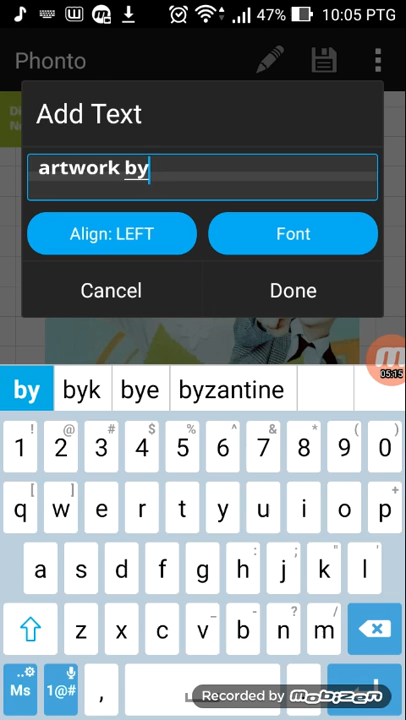 47% 10:05 PTG
Phonto
Add Text
artwork by
Align: LEFT Font
Cancel Done
05:15
by byk bye byzantine
! @ # $ % ^ & * ( )
1 2 3 4 5 6 7 8 9 0
[ ] +
q w e r t y u i o p
: ; " '
a s d f g h j k l
_ - ? /
z x c v b n m
Ms 1@# ,
Recorded by mobizen